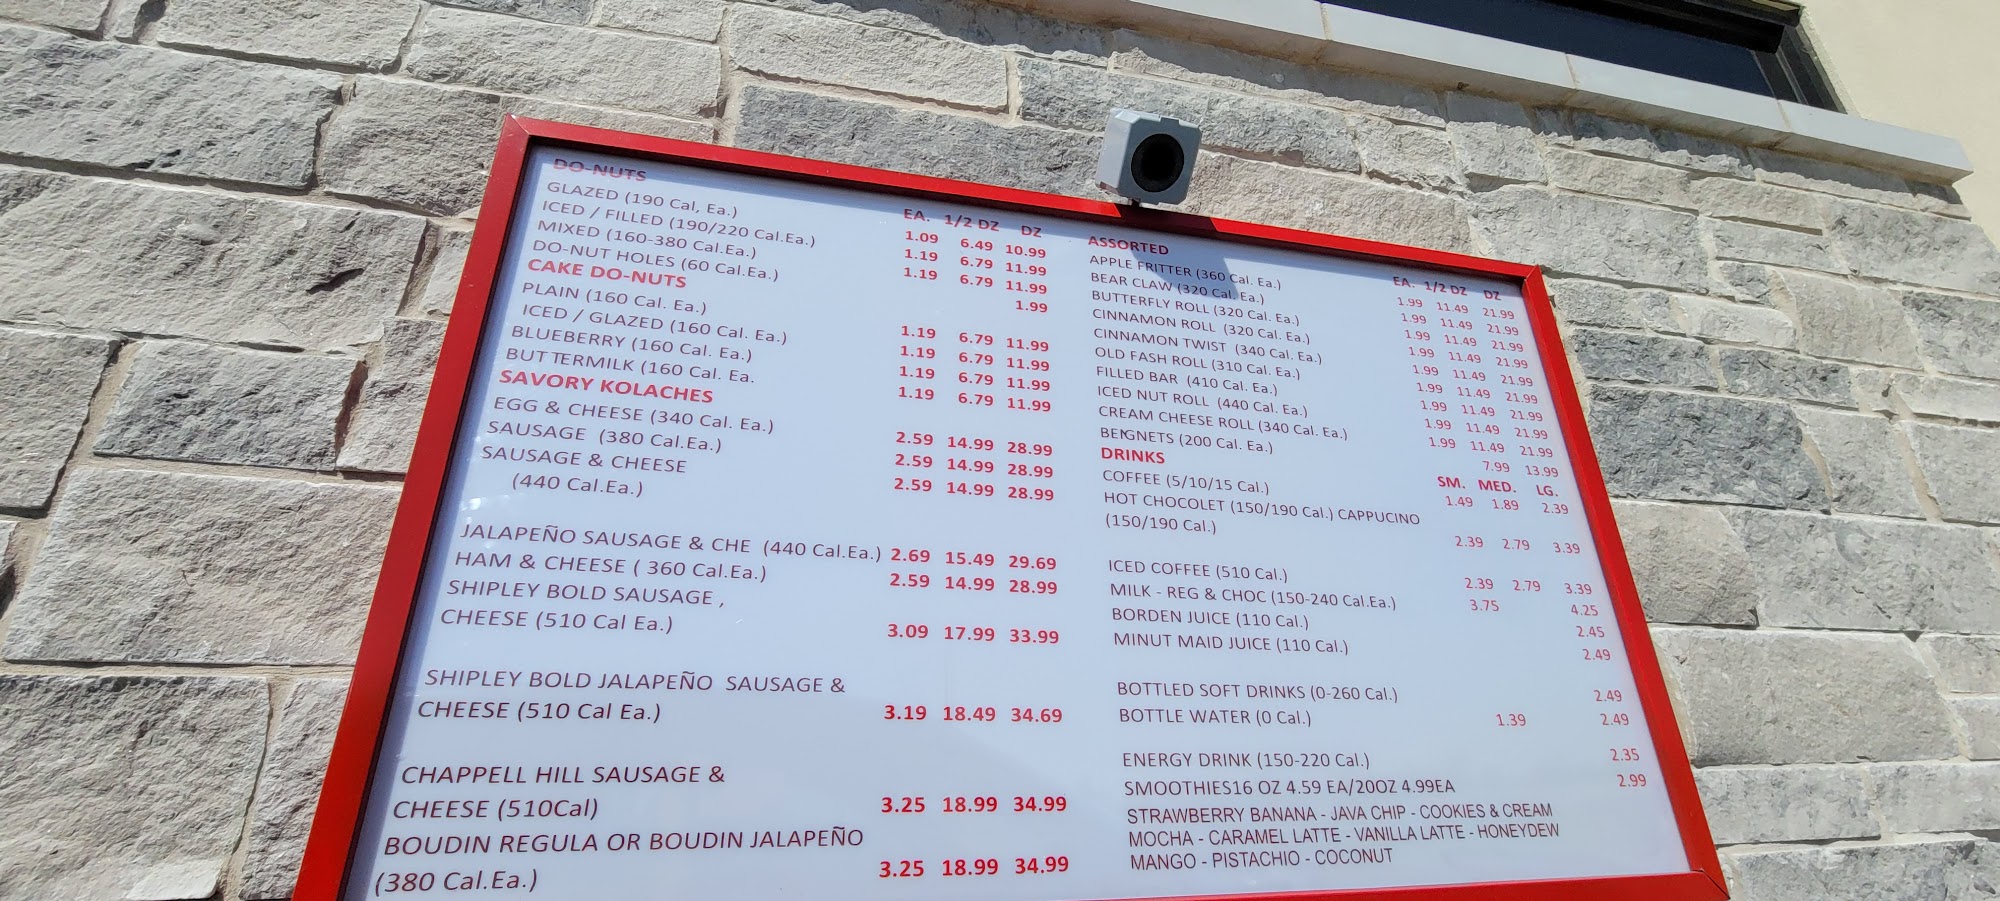 DO-NUTS
EA. 1/2 DZ DZ
GLAZED (190 Cal, Ea.) 1.09 6.49 10.99
ICED / FILLED (190/220 Cal.Ea.) 1.19 6.79 11.99
MIXED (160-380 Cal.Ea.) 1.19 6.79 11.99
DO-NUT HOLES (60 Cal.Ea.) 1.99
CAKE DO-NUTS
PLAIN (160 Cal. Ea.) 1.19 6.79 11.99
ICED / GLAZED (160 Cal. Ea.) 1.19 6.79 11.99
BLUEBERRY (160 Cal. Ea.) 1.19 6.79 11.99
BUTTERMILK (160 Cal. Ea. 1.19 6.79 11.99
SAVORY KOLACHES
EGG & CHEESE (340 Cal. Ea.) 2.59 14.99 28.99
SAUSAGE (380 Cal.Ea.) 2.59 14.99 28.99
SAUSAGE & CHEESE 2.59 14.99 28.99
(440 Cal.Ea.)
JALAPEÑO SAUSAGE & CHE (440 Cal.Ea.) 2.69 15.49 29.69
HAM & CHEESE ( 360 Cal.Ea.) 2.59 14.99 28.99
SHIPLEY BOLD SAUSAGE ,
CHEESE (510 Cal Ea.) 3.09 17.99 33.99
SHIPLEY BOLD JALAPEÑO SAUSAGE &
CHEESE (510 Cal Ea.) 3.19 18.49 34.69
CHAPPELL HILL SAUSAGE &
CHEESE (510Cal) 3.25 18.99 34.99
BOUDIN REGULA OR BOUDIN JALAPEÑO
(380 Cal.Ea.) 3.25 18.99 34.99
ASSORTED
EA. 1/2 DZ DZ
APPLE FRITTER (360 Cal. Ea.) 1.99 11.49 21.99
BEAR CLAW (320 Cal. Ea.) 1.99 11.49 21.99
BUTTERFLY ROLL (320 Cal. Ea.) 1.99 11.49 21.99
CINNAMON ROLL (320 Cal. Ea.) 1.99 11.49 21.99
CINNAMON TWIST (340 Cal. Ea.) 1.99 11.49 21.99
OLD FASH ROLL (310 Cal. Ea.) 1.99 11.49 21.99
FILLED BAR (410 Cal. Ea.) 1.99 11.49 21.99
ICED NUT ROLL (440 Cal. Ea.) 1.99 11.49 21.99
CREAM CHEESE ROLL (340 Cal. Ea.) 1.99 11.49 21.99
BEIGNETS (200 Cal. Ea.) 7.99 13.99
DRINKS SM. MED. LG.
COFFEE (5/10/15 Cal.) 1.49 1.89 2.39
HOT CHOCOLET (150/190 Cal.) CAPPUCINO
(150/190 Cal.) 2.39 2.79 3.39
ICED COFFEE (510 Cal.) 2.39 2.79 3.39
MILK - REG & CHOC (150-240 Cal.Ea.) 3.75 4.25
BORDEN JUICE (110 Cal.) 2.45
MINUT MAID JUICE (110 Cal.) 2.49
BOTTLED SOFT DRINKS (0-260 Cal.) 2.49
BOTTLE WATER (0 Cal.) 1.39 2.49
ENERGY DRINK (150-220 Cal.) 2.35
SMOOTHIES16 OZ 4.59 EA/20OZ 4.99EA 2.99
STRAWBERRY BANANA - JAVA CHIP - COOKIES & CREAM
MOCHA - CARAMEL LATTE - VANILLA LATTE - HONEYDEW
MANGO - PISTACHIO - COCONUT